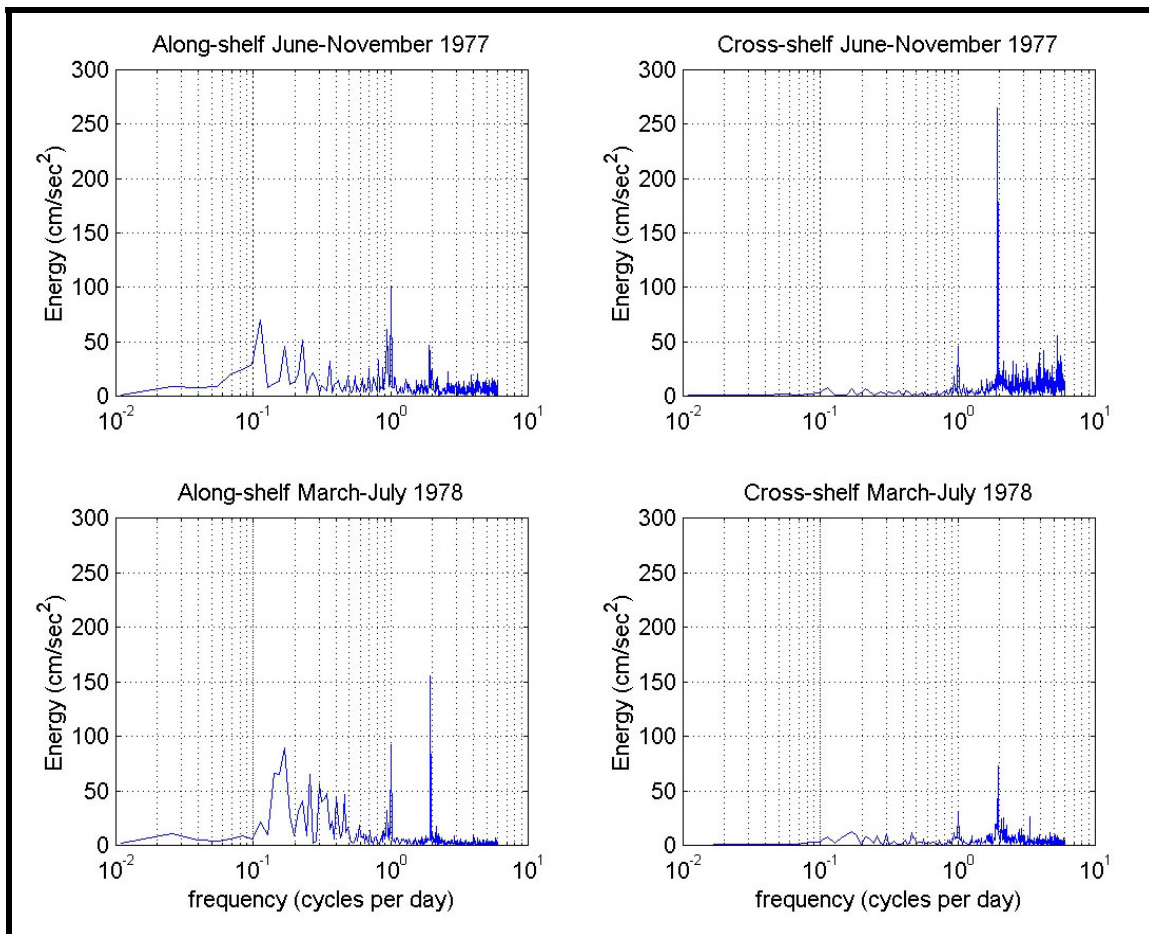 Along-shelf June-November 1977
300
250
200
150
100
50
0
Energy (cm/sec²)
10⁻² 10⁻¹ 10⁰ 10¹
Cross-shelf June-November 1977
300
250
200
150
100
50
0
Energy (cm/sec²)
10⁻² 10⁻¹ 10⁰ 10¹
Along-shelf March-July 1978
300
250
200
150
100
50
0
Energy (cm/sec²)
10⁻² 10⁻¹ 10⁰ 10¹
frequency (cycles per day)
Cross-shelf March-July 1978
300
250
200
150
100
50
0
Energy (cm/sec²)
10⁻² 10⁻¹ 10⁰ 10¹
frequency (cycles per day)